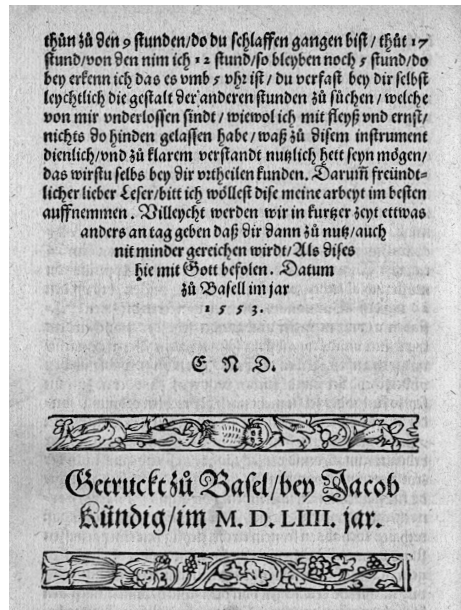 thůn zů den 9 stunden/do du schlaffen gangen bist/ thůt 17
stund/von den nim ich 12 stund/so bleyben noch 5 stund/do
bey erkenn ich das es vmb 5 vhr ist/ du verfast bey dir selbst
leychtlich die gestalt der anderen stunden zů sůchen/ welche
von mir vnderlossen sindt/ wiewol ich mit fleyß vnd ernst/
nichts do hinden gelassen habe/ waß zů disem instrument
dienlich/vnd zů klarem verstandt nutzlich hett seyn mögen/
das wirstu selbs bey dir vrtheilen kunden. Darum̃ freündt-
licher lieber Leser/bitt ich wöllest dise meine arbeyt im besten
auffnemmen. Villeycht werden wir in kurtzer zeyt ettwas
anders an tag geben daß dir dann zů nutz/auch
nit minder gereichen wirdt/Als dises
hie mit Gott befolen. Datum
zů Basell im jar
1 5 5 3.
E N D.
Getruckt zů Basel/bey Jacob
Kündig/im M. D. LIIII. jar.